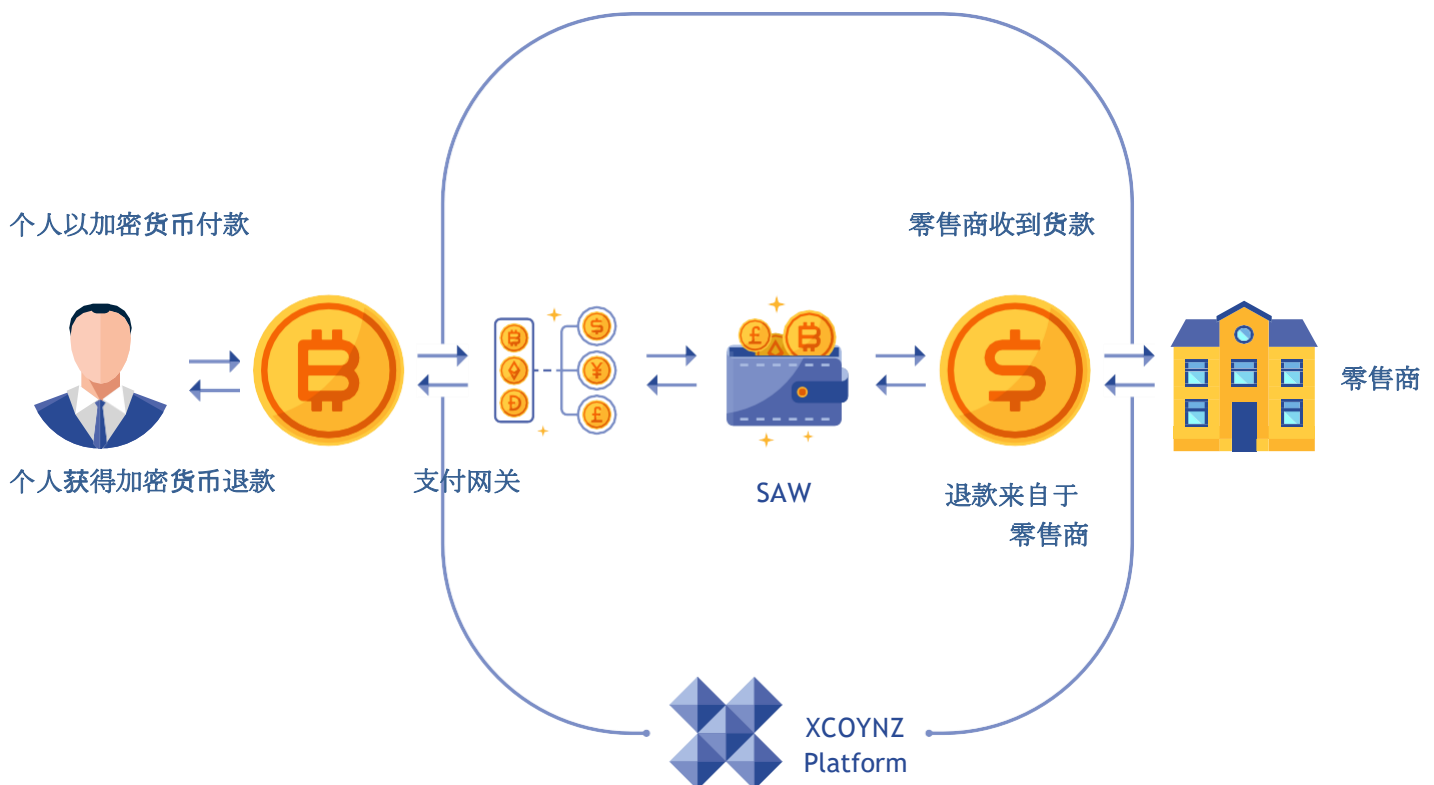 个人以加密货币付款
零售商收到货款
零售商
个人获得加密货币退款
支付网关
SAW
退款来自于
零售商
XCOYNZ
Platform